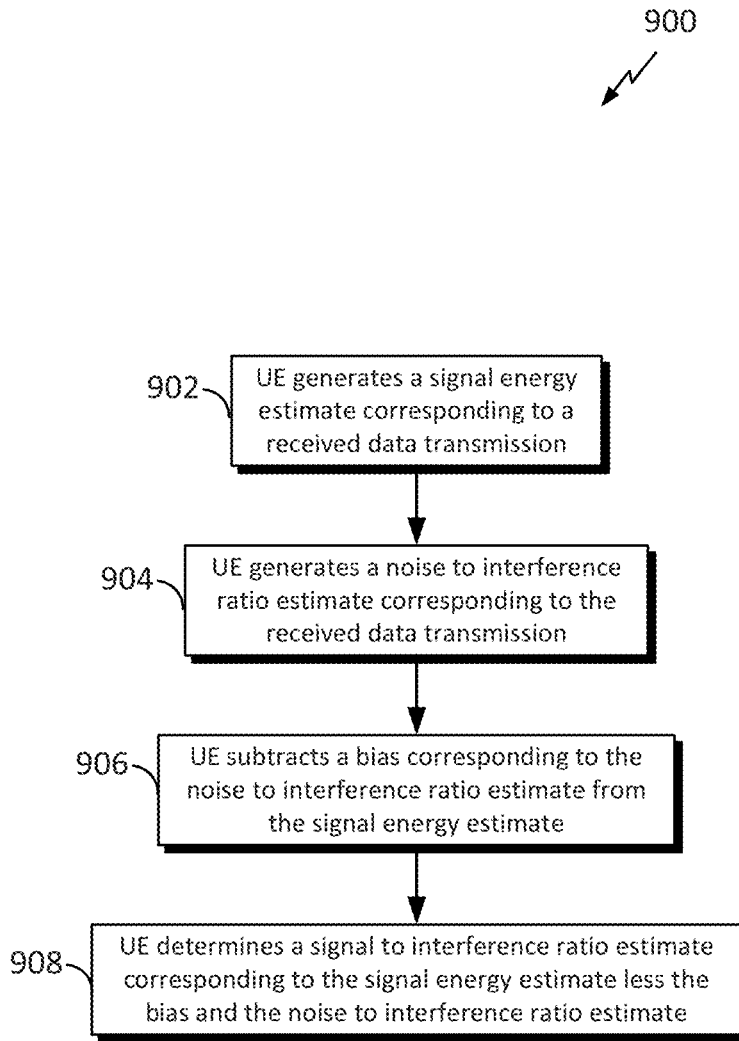 900
902
UE generates a signal energy
estimate corresponding to a
received data transmission
904
UE generates a noise to interference
ratio estimate corresponding to the
received data transmission
906
UE subtracts a bias corresponding to the
noise to interference ratio estimate from
the signal energy estimate
908
UE determines a signal to interference ratio estimate
corresponding to the signal energy estimate less the
bias and the noise to interference ratio estimate